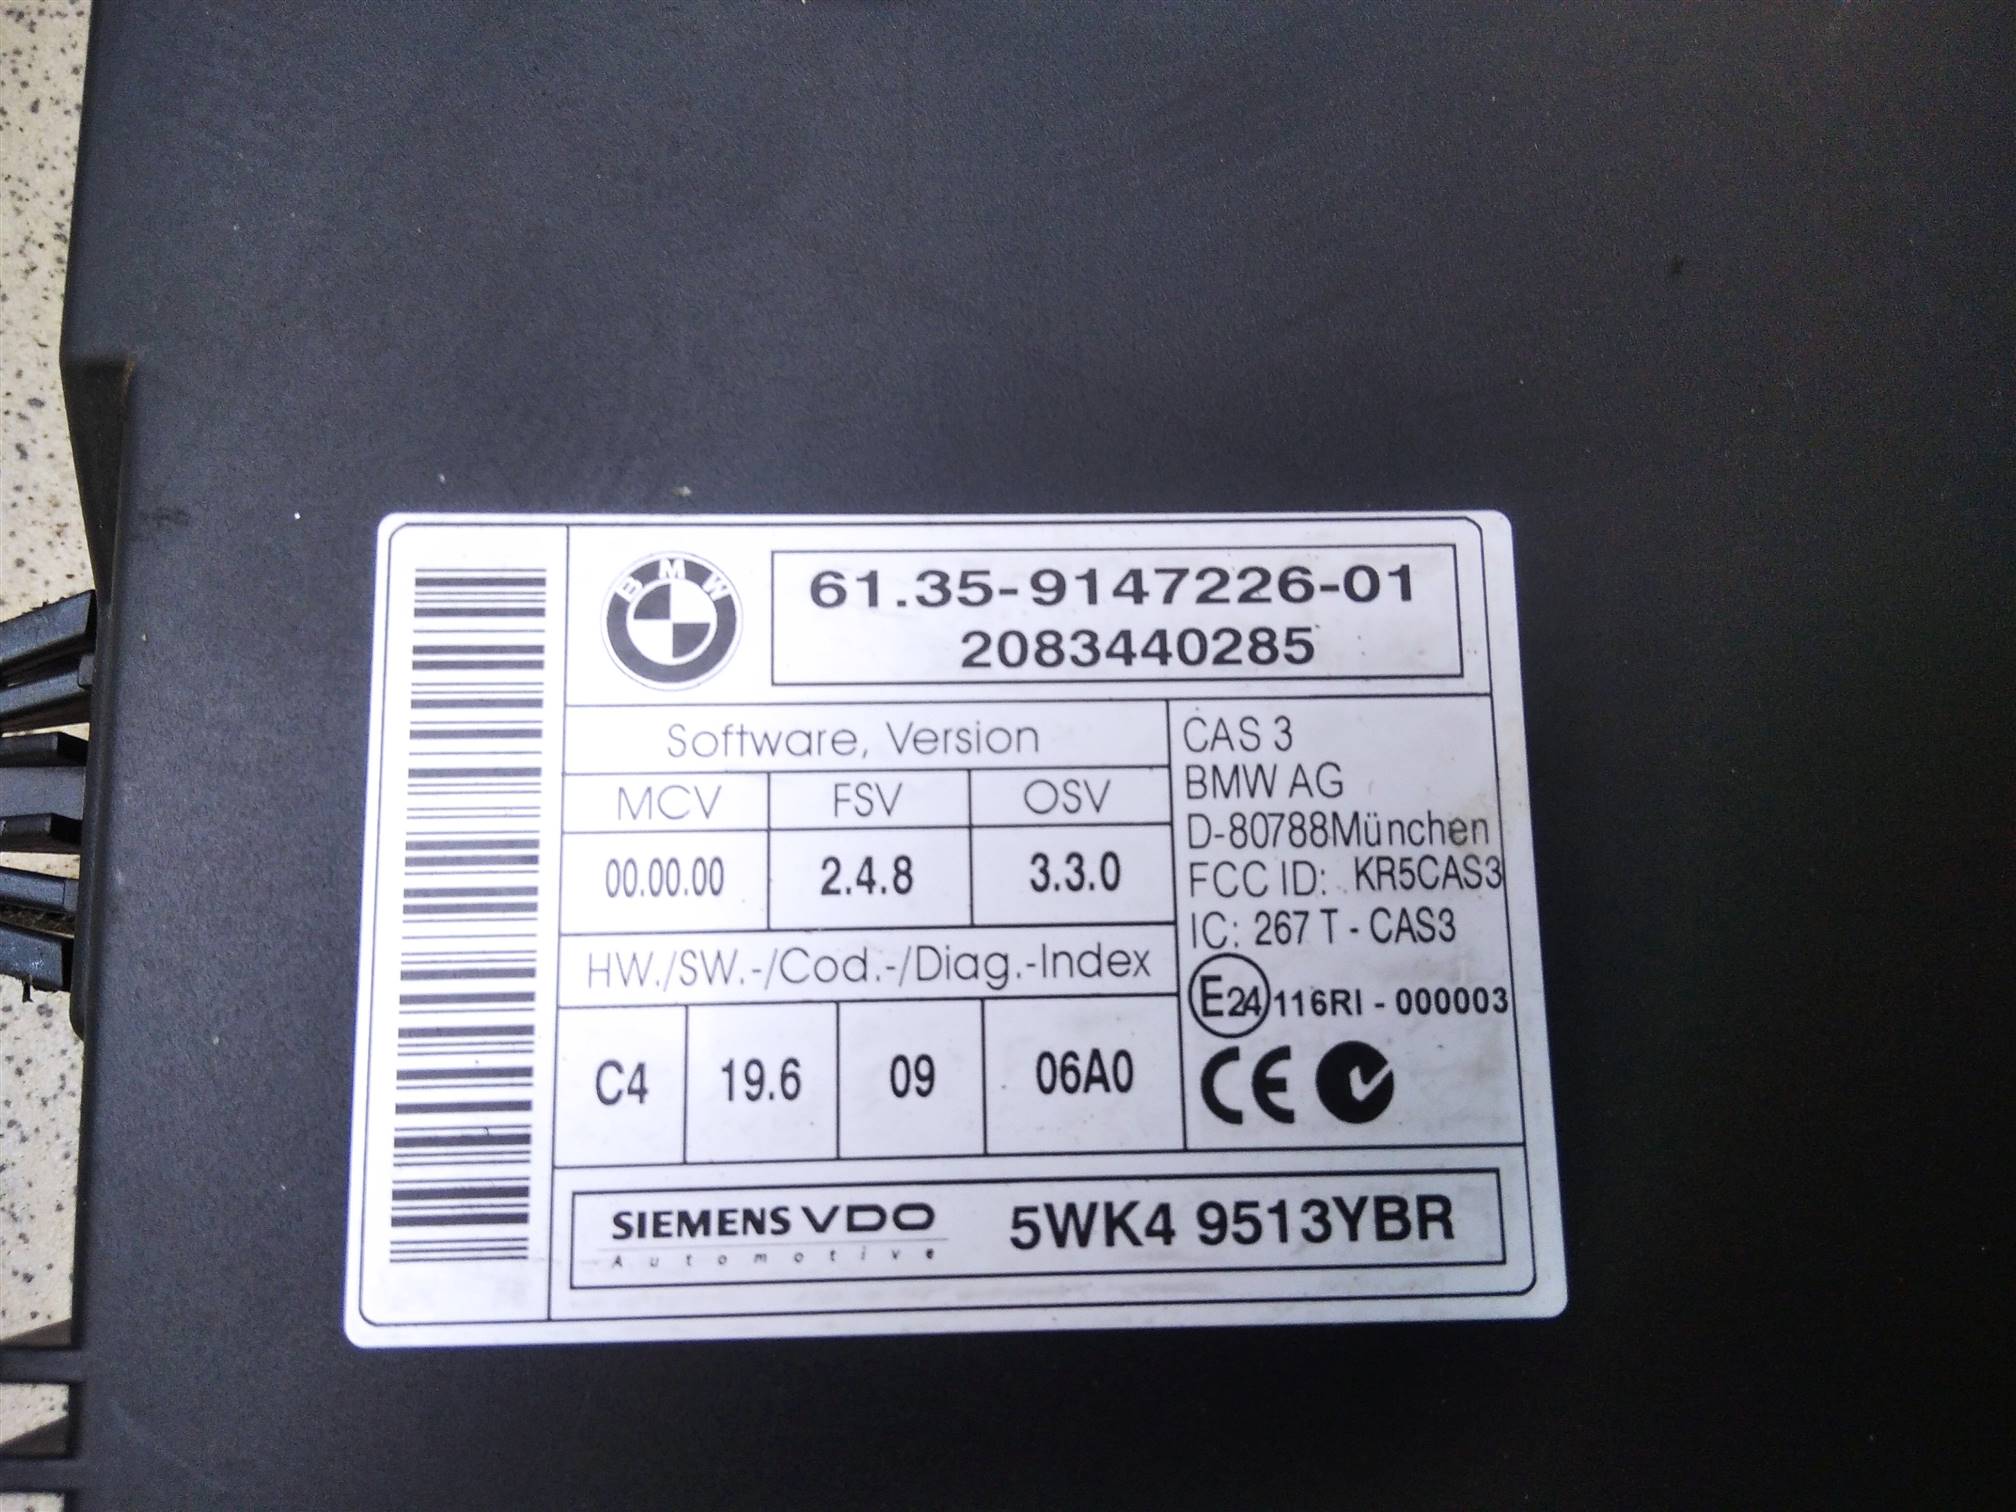 BMW
61.35-9147226-01
2083440285
Software, Version
MCV FSV OSV
00.00.00 2.4.8 3.3.0
HW./SW.-/Cod.-/Diag.-Index
C4 19.6 09 06A0
CAS 3
BMW AG
D-80788München
FCC ID: KR5CAS3
IC: 267 T - CAS3
E24 116RI - 000003
CE
SIEMENS VDO
Automotive
5WK4 9513YBR